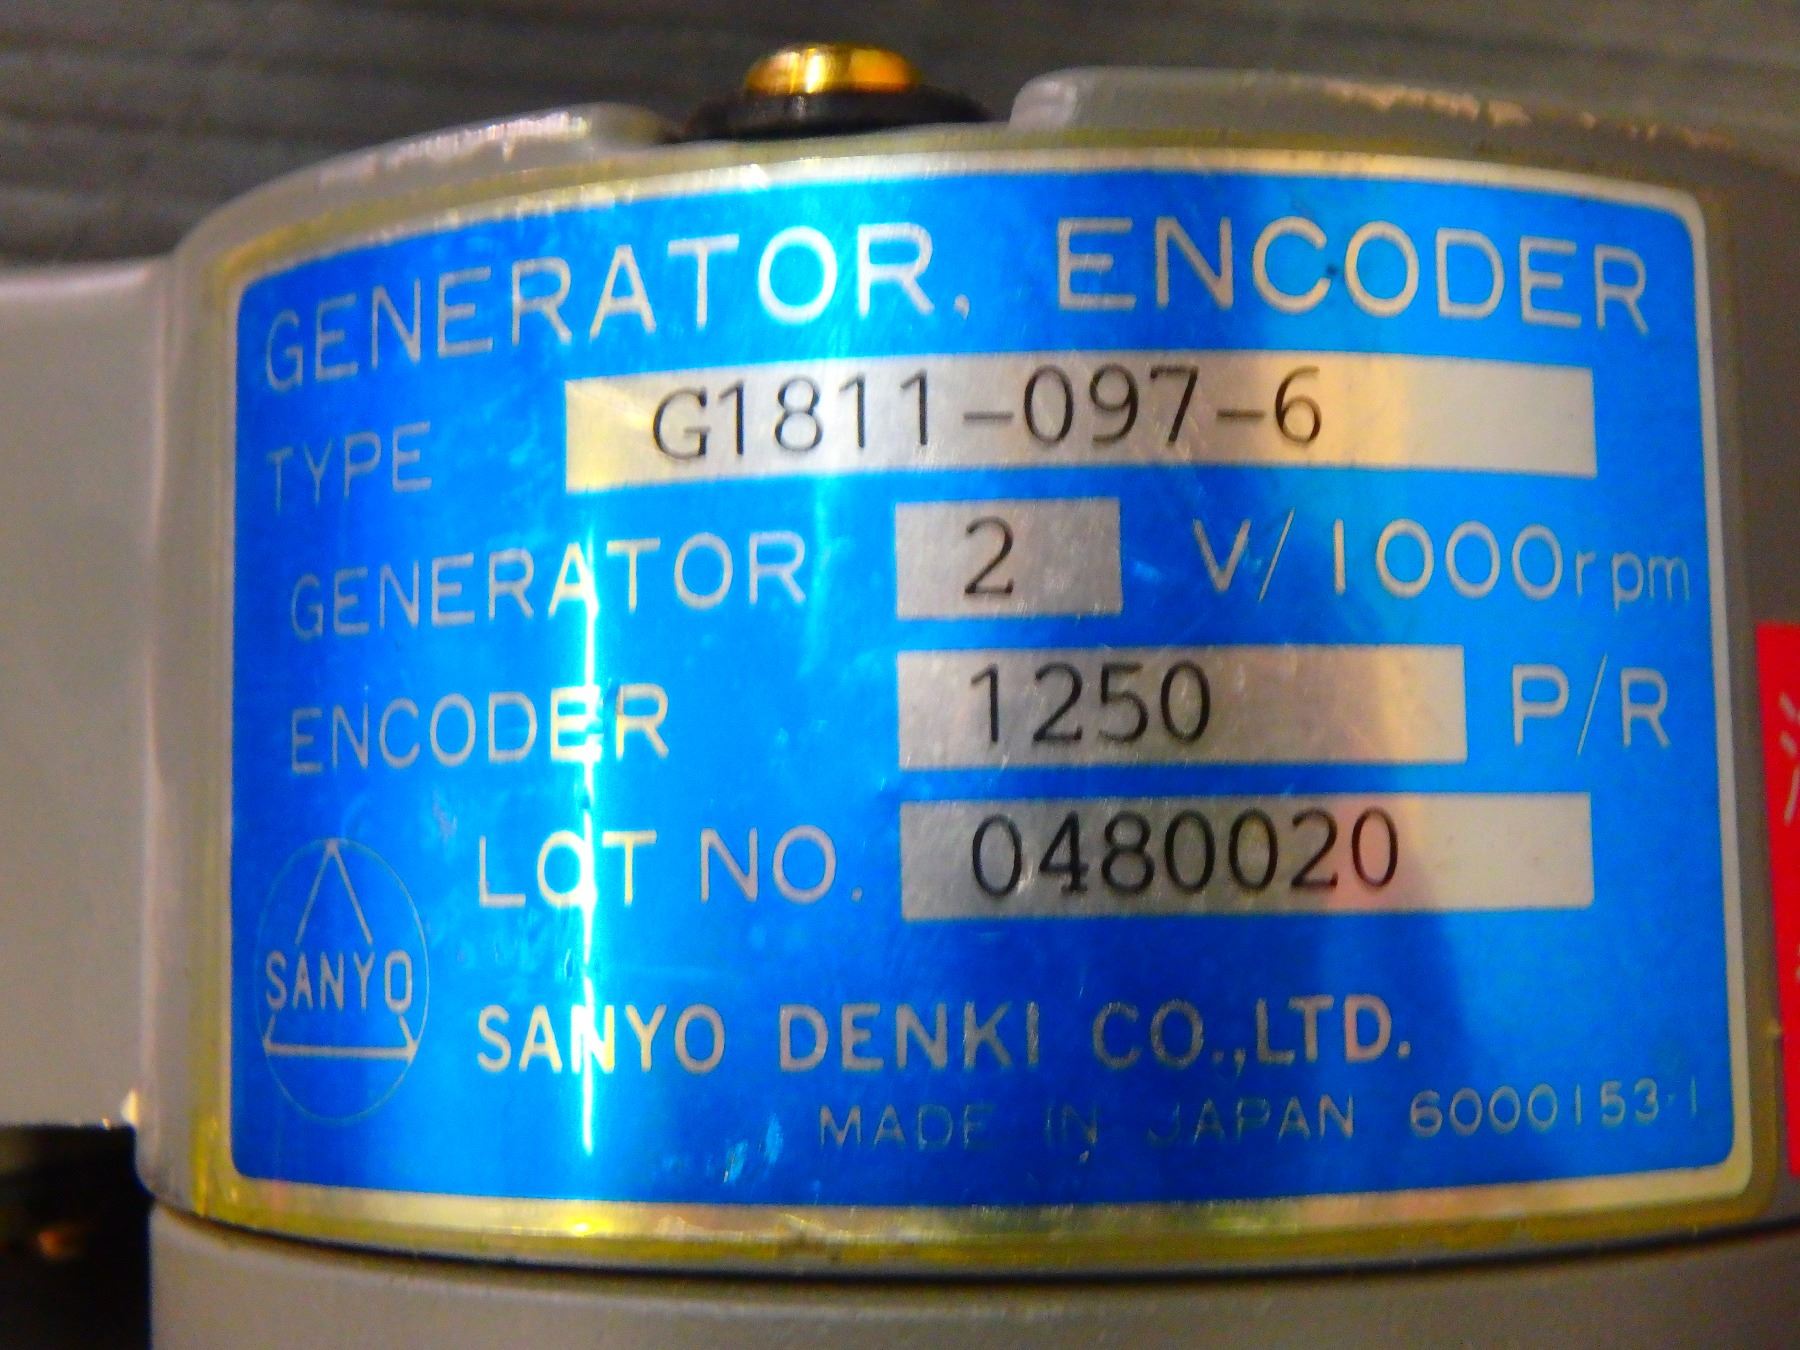 GENERATOR, ENCODER
TYPE G1811-097-6
GENERATOR 2 V/1000rpm
ENCODER 1250 P/R
LOT NO. 0480020
SANYO
SANYO DENKI CO.,LTD.
MADE IN JAPAN 6000153-1